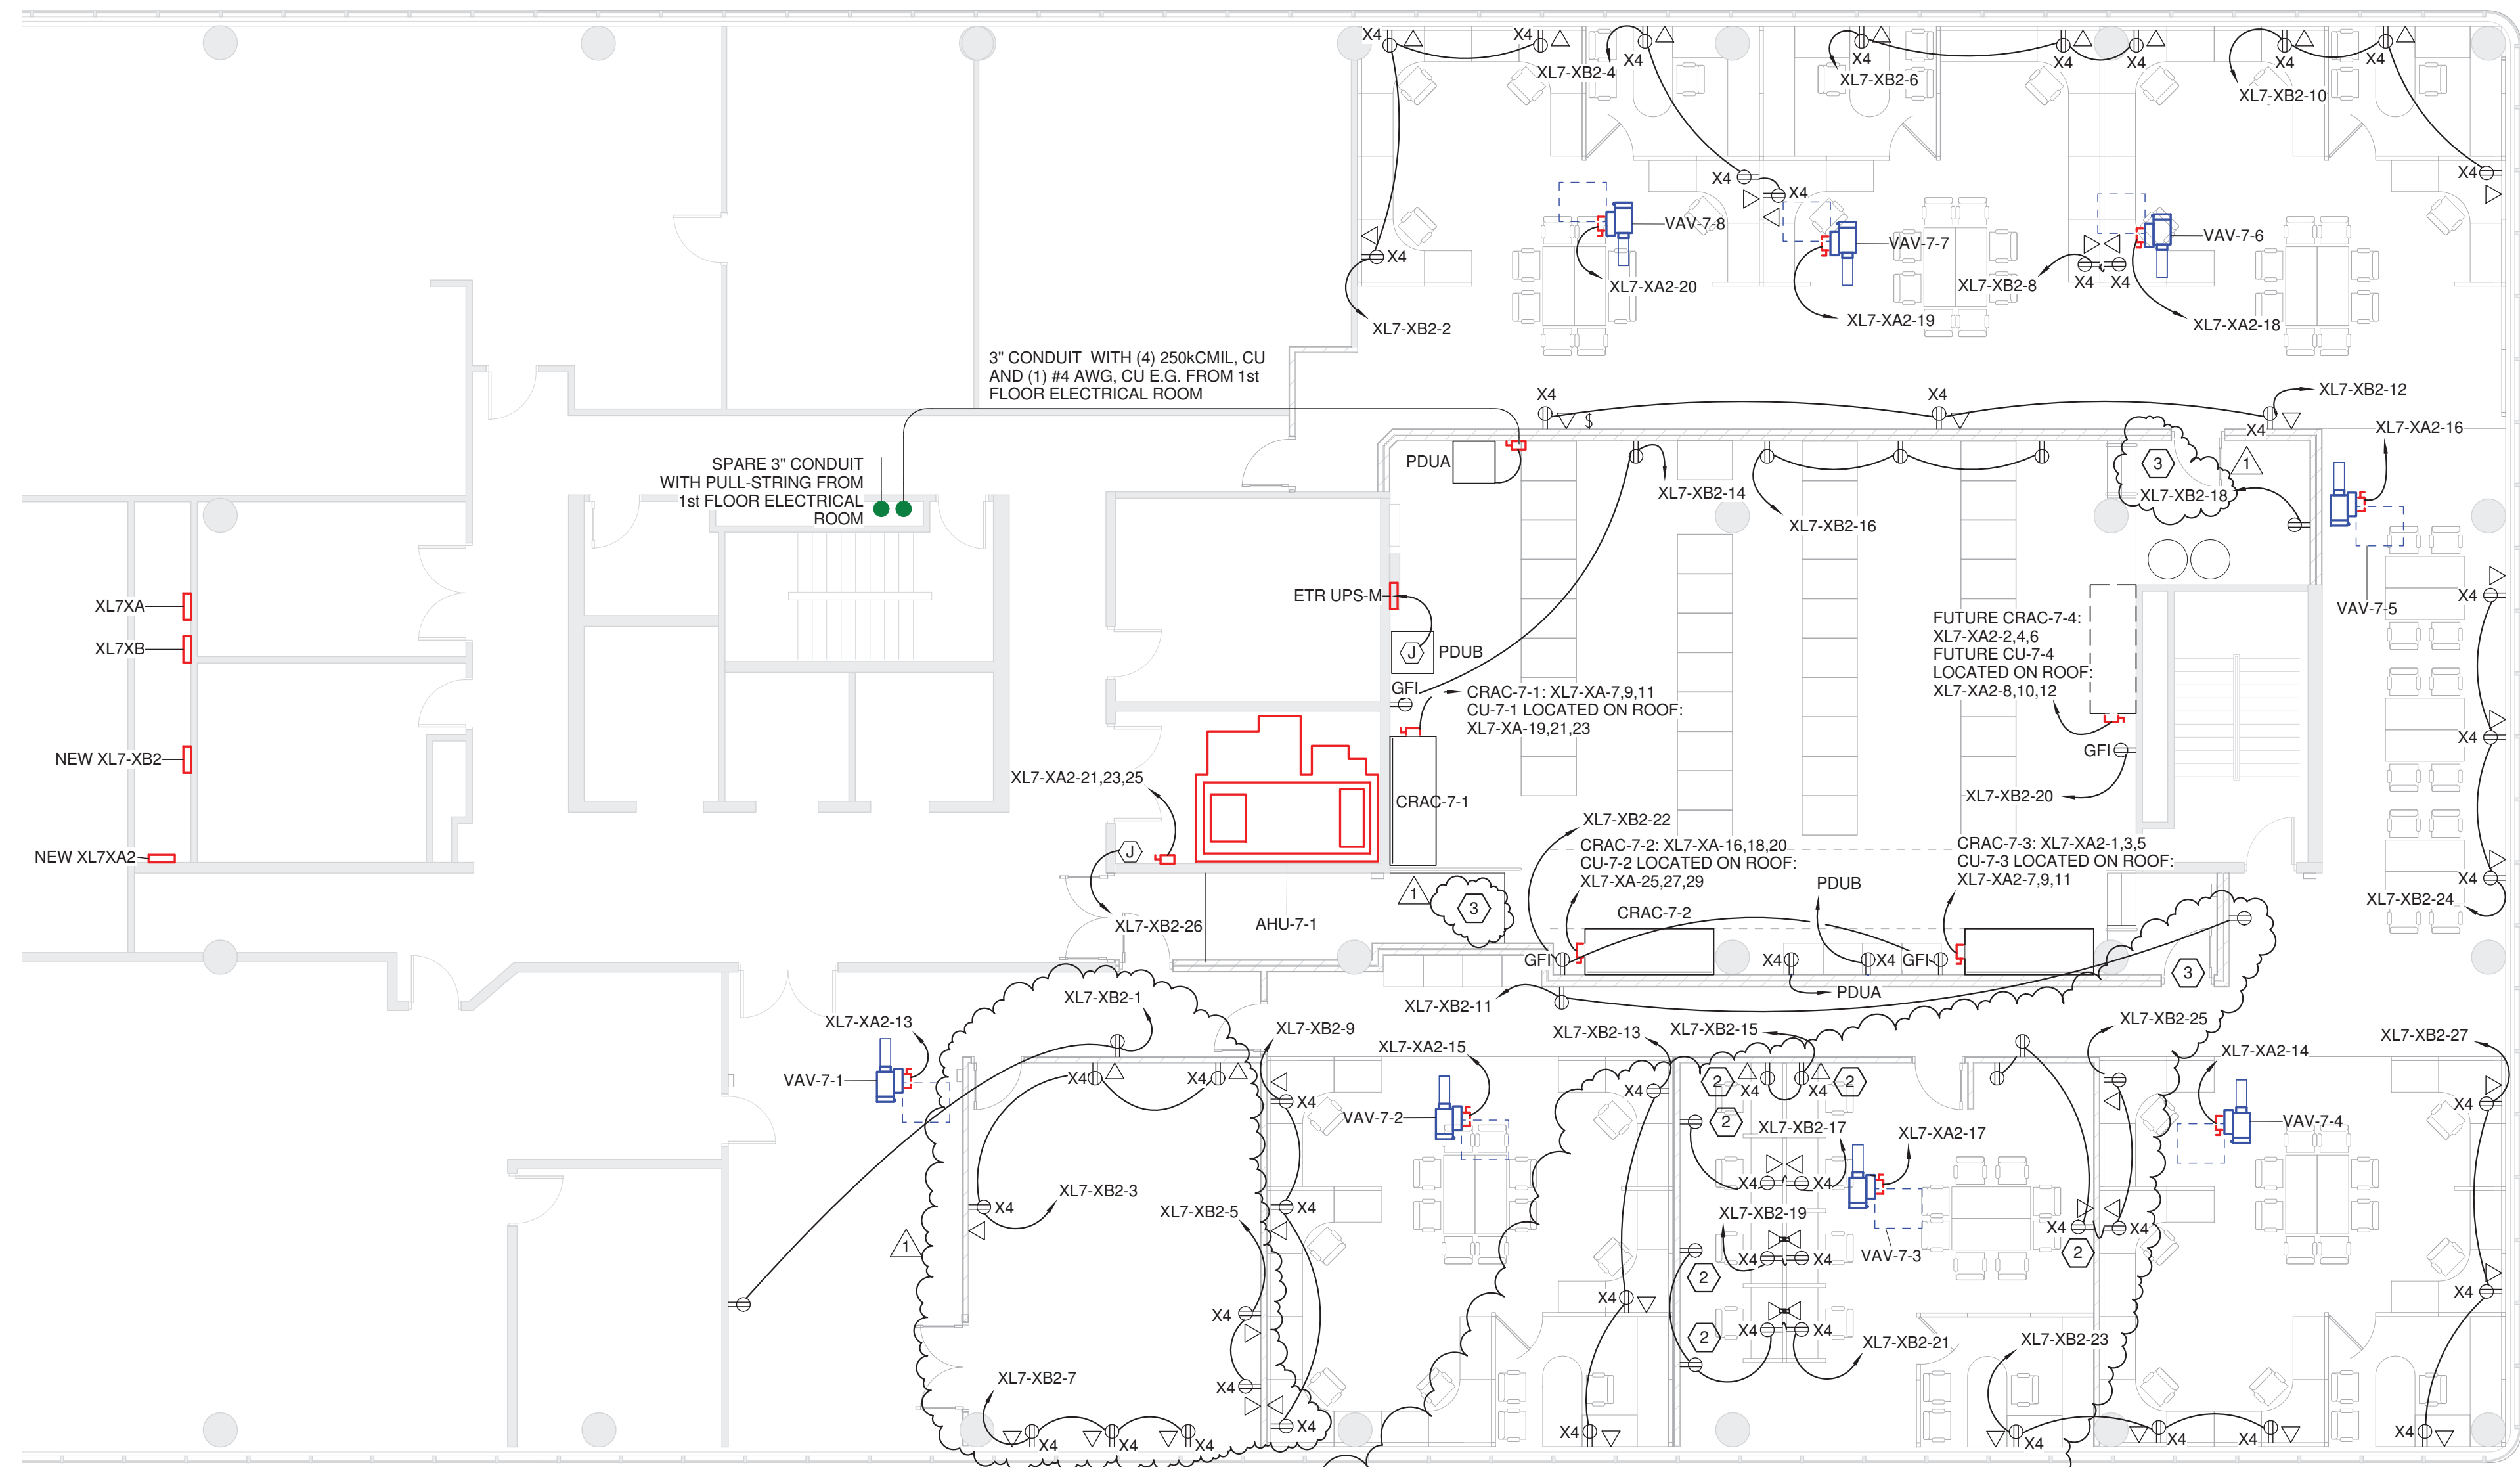 X4
X4
X4
X4
X4
X4
X4
X4
XL7-XB2-4
XL7-XB2-6
XL7-XB2-10
X4
X4
X4
VAV-7-8
VAV-7-7
VAV-7-6
X4
XL7-XA2-20
XL7-XB2-8
X4
X4
XL7-XB2-2
XL7-XA2-19
XL7-XA2-18
3" CONDUIT WITH (4) 250kCMIL, CU
AND (1) #4 AWG, CU E.G. FROM 1st
FLOOR ELECTRICAL ROOM
X4
$
X4
X4
XL7-XB2-12
XL7-XA2-16
SPARE 3" CONDUIT
WITH PULL-STRING FROM
1st FLOOR ELECTRICAL
ROOM
PDUA
XL7-XB2-14
XL7-XB2-16
3
1
XL7-XB2-18
VAV-7-5
XL7XA
XL7XB
NEW XL7-XB2
NEW XL7XA2
ETR UPS-M
J
PDUB
GFI
CRAC-7-1: XL7-XA-7,9,11
CU-7-1 LOCATED ON ROOF:
XL7-XA-19,21,23
FUTURE CRAC-7-4:
XL7-XA2-2,4,6
FUTURE CU-7-4
LOCATED ON ROOF:
XL7-XA2-8,10,12
X4
X4
X4
GFI
XL7-XB2-20
XL7-XB2-24
XL7-XA2-21,23,25
CRAC-7-1
J
XL7-XB2-26
AHU-7-1
1
3
XL7-XB2-22
CRAC-7-2: XL7-XA-16,18,20
CU-7-2 LOCATED ON ROOF:
XL7-XA-25,27,29
CRAC-7-2
PDUB
CRAC-7-3: XL7-XA2-1,3,5
CU-7-3 LOCATED ON ROOF:
XL7-XA2-7,9,11
GFI
X4
X4
GFI
PDUA
3
XL7-XB2-11
XL7-XB2-1
XL7-XA2-13
VAV-7-1
X4
X4
XL7-XB2-9
XL7-XA2-15
XL7-XB2-13
XL7-XB2-15
XL7-XB2-25
XL7-XA2-14
XL7-XB2-27
X4
VAV-7-2
X4
2
X4
X4
2
2
XL7-XB2-17
XL7-XA2-17
VAV-7-4
X4
X4
X4
XL7-XB2-3
XL7-XB2-5
X4
1
XL7-XB2-19
X4
X4
VAV-7-3
X4
X4
2
2
X4
X4
X4
X4
2
X4
X4
XL7-XB2-21
XL7-XB2-23
XL7-XB2-7
X4
X4
X4
X4
X4
X4
X4
X4
X4
X4